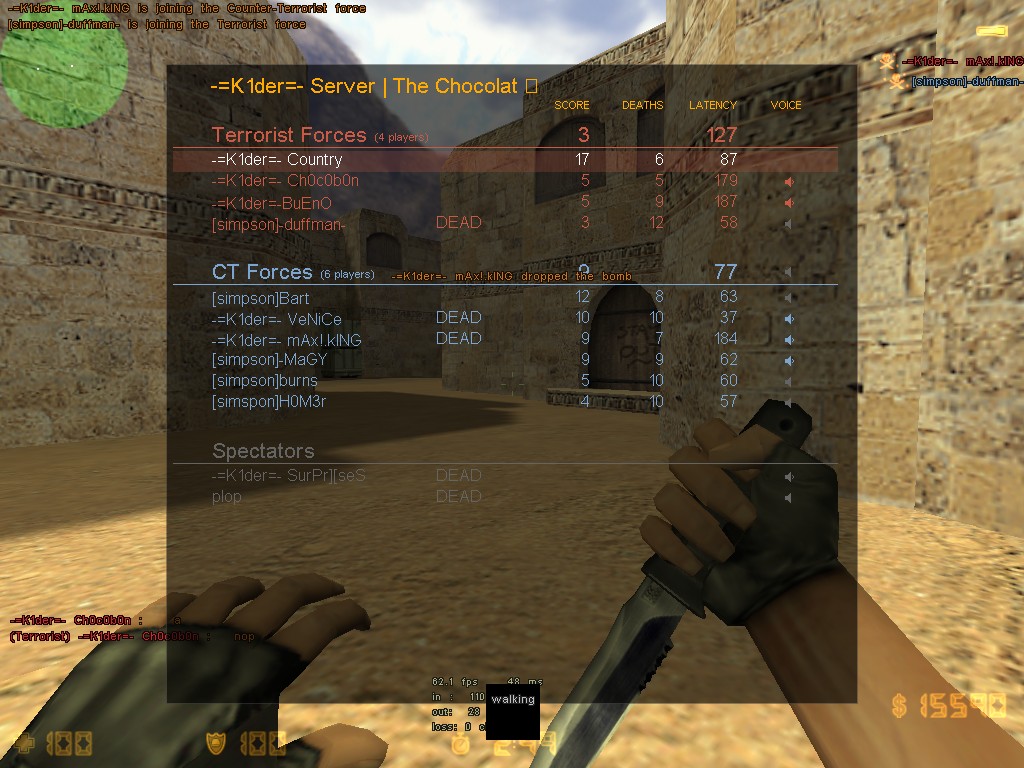 -=K1der=- mAx!.kING is joining the Counter-Terrorist force
[simpson]-duffman- is joining the Terrorist force
-=K1der=- mAx!.kING
[simpson]-duffman-
-=K1der=- Server | The Chocolat
SCORE DEATHS LATENCY VOICE
Terrorist Forces (4 players) 3 127
-=K1der=- Country 17 6 87
-=K1der=- Ch0c0b0n 5 5 179
-=K1der=-BuEnO 5 9 187
[simpson]-duffman- DEAD 3 12 58
CT Forces (6 players) 77
-=K1der=- mAx!.kING dropped the bomb
[simpson]Bart 12 8 63
-=K1der=- VeNiCe DEAD 10 10 37
-=K1der=- mAx!.kING DEAD 9 7 184
[simpson]-MaGY 9 9 62
[simpson]burns 5 10 60
[simspon]H0M3r 4 10 57
Spectators
-=K1der=- SurPr][seS DEAD
plop DEAD
-=K1der=- Ch0c0b0n : ka
(Terrorist) -=K1der=- Ch0c0b0n : nop
62.1 fps 48 ms
in : 110
out: 28
loss: 0
walking
$ 15590
100 100